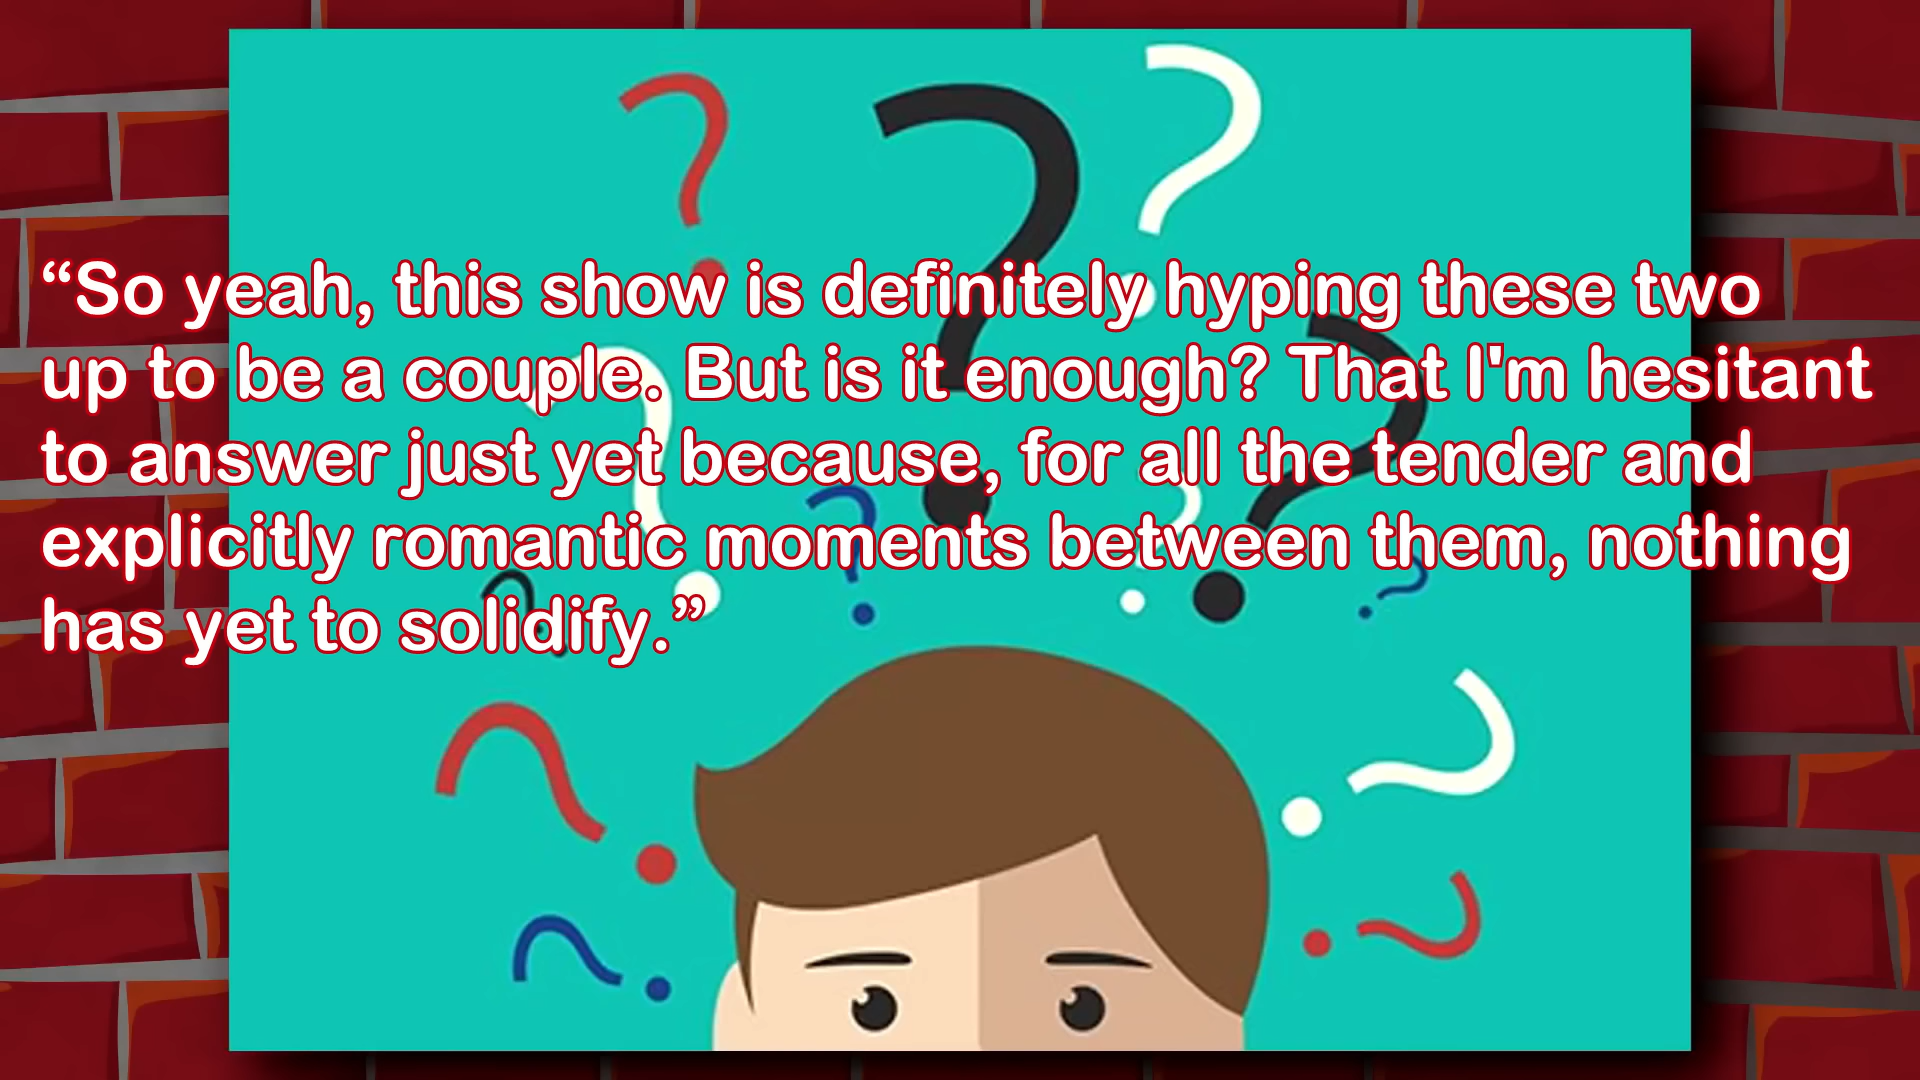 “So yeah, this show is definitely hyping these two
up to be a couple. But is it enough? That I'm hesitant
to answer just yet because, for all the tender and
explicitly romantic moments between them, nothing
has yet to solidify.”